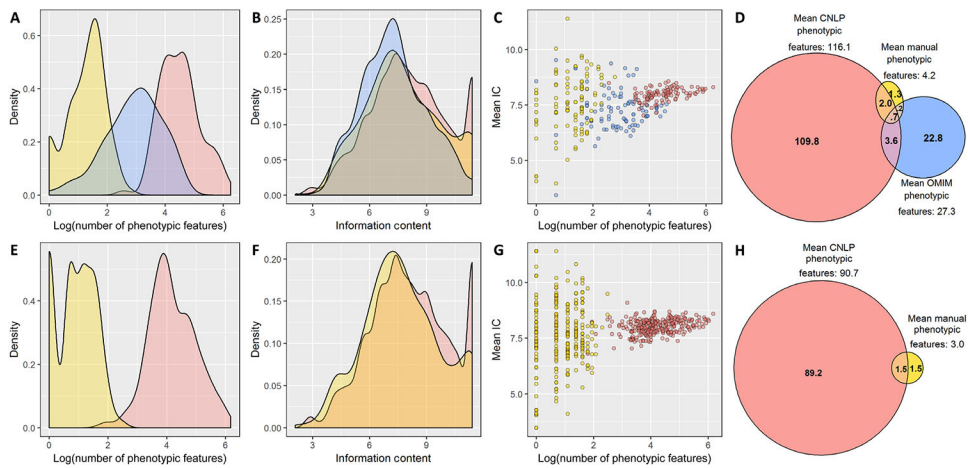 A
0.6
0.4
0.2
0.0
Density
0
2
4
6
Log(number of phenotypic features)
B
0.25
0.20
0.15
0.10
0.05
0.00
Density
3
6
9
Information content
C
10.0
7.5
5.0
Mean IC
0
2
4
6
Log(number of phenotypic features)
D
Mean CNLP
phenotypic
features: 116.1
Mean manual
phenotypic
features: 4.2
1.3
2.0
.2
.7
109.8
3.6
22.8
Mean OMIM
phenotypic
features: 27.3
E
0.4
0.2
0.0
Density
0
2
4
6
Log(number of phenotypic features)
F
0.20
0.15
0.10
0.05
0.00
Density
3
6
9
Information content
G
10.0
7.5
5.0
Mean IC
0
2
4
6
Log(number of phenotypic features)
H
Mean CNLP
phenotypic
features: 90.7
Mean manual
phenotypic
features: 3.0
89.2
1.5
1.5